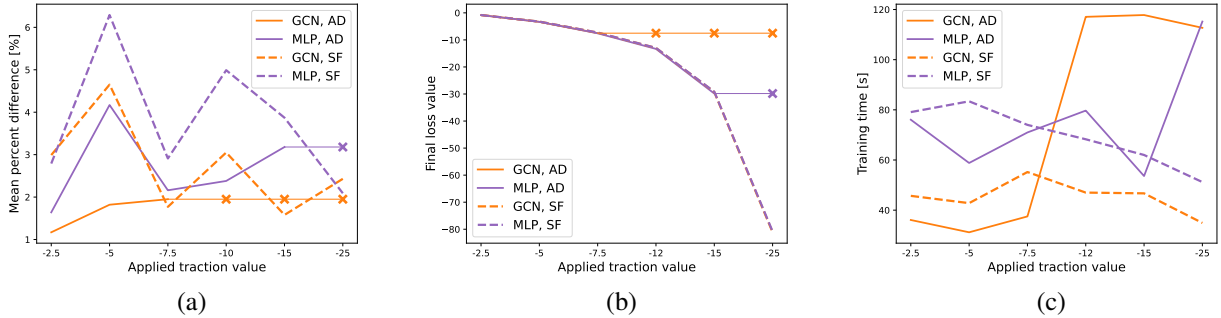 Mean percent difference [%]
6
5
4
3
2
1
GCN, AD
MLP, AD
GCN, SF
MLP, SF
-2.5
-5
-7.5
-10
-15
-25
Applied traction value
(a)
Final loss value
0
−10
−20
−30
−40
−50
−60
−70
−80
GCN, AD
MLP, AD
GCN, SF
MLP, SF
-2.5
-5
-7.5
-12
-15
-25
Applied traction value
(b)
Training time [s]
120
100
80
60
40
GCN, AD
MLP, AD
GCN, SF
MLP, SF
-2.5
-5
-7.25
-12
-15
-25
Applied traction value
(c)